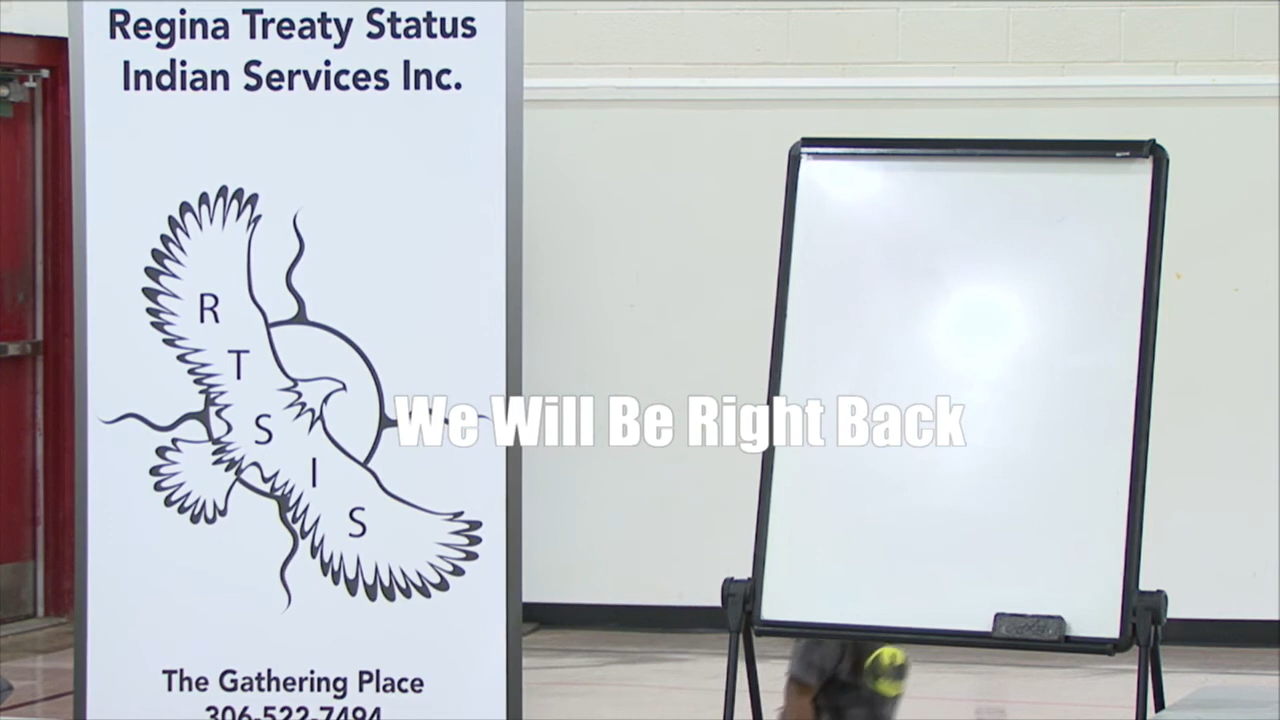 Regina Treaty Status
Indian Services Inc.
R
T
S
I
S
We Will Be Right Back
The Gathering Place
306-522-7494